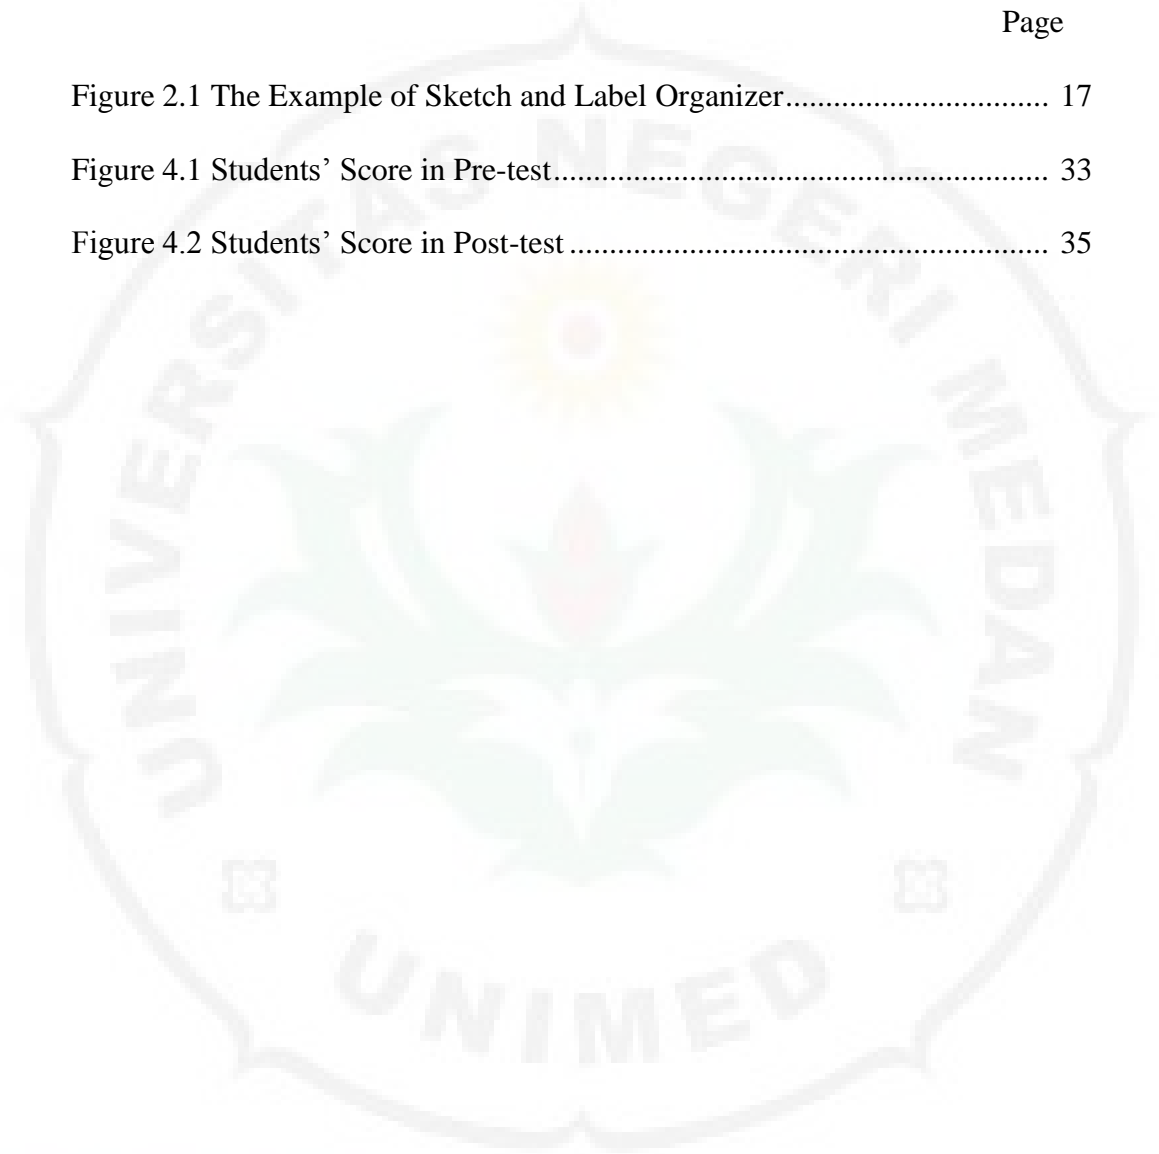 Page
Figure 2.1 The Example of Sketch and Label Organizer................................. 17
Figure 4.1 Students’ Score in Pre-test............................................................. 33
Figure 4.2 Students’ Score in Post-test ........................................................... 35
UNIVERSITAS NEGERI MEDAN
UNIMED